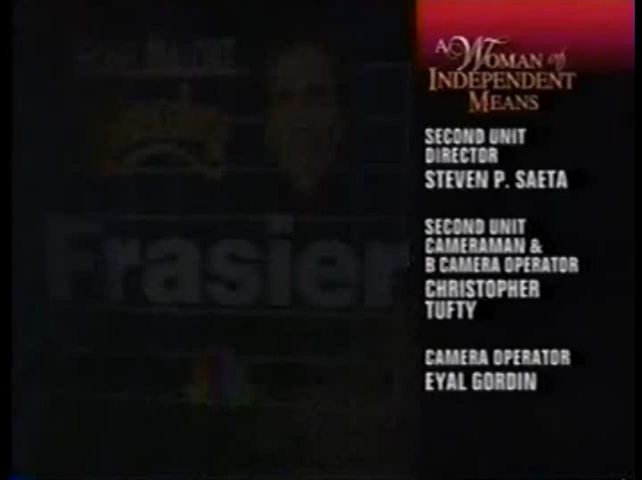 Frasier
A WOMAN of
INDEPENDENT
MEANS
SECOND UNIT
DIRECTOR
STEVEN P. SAETA
SECOND UNIT
CAMERAMAN &
B CAMERA OPERATOR
CHRISTOPHER
TUFTY
CAMERA OPERATOR
EYAL GORDIN